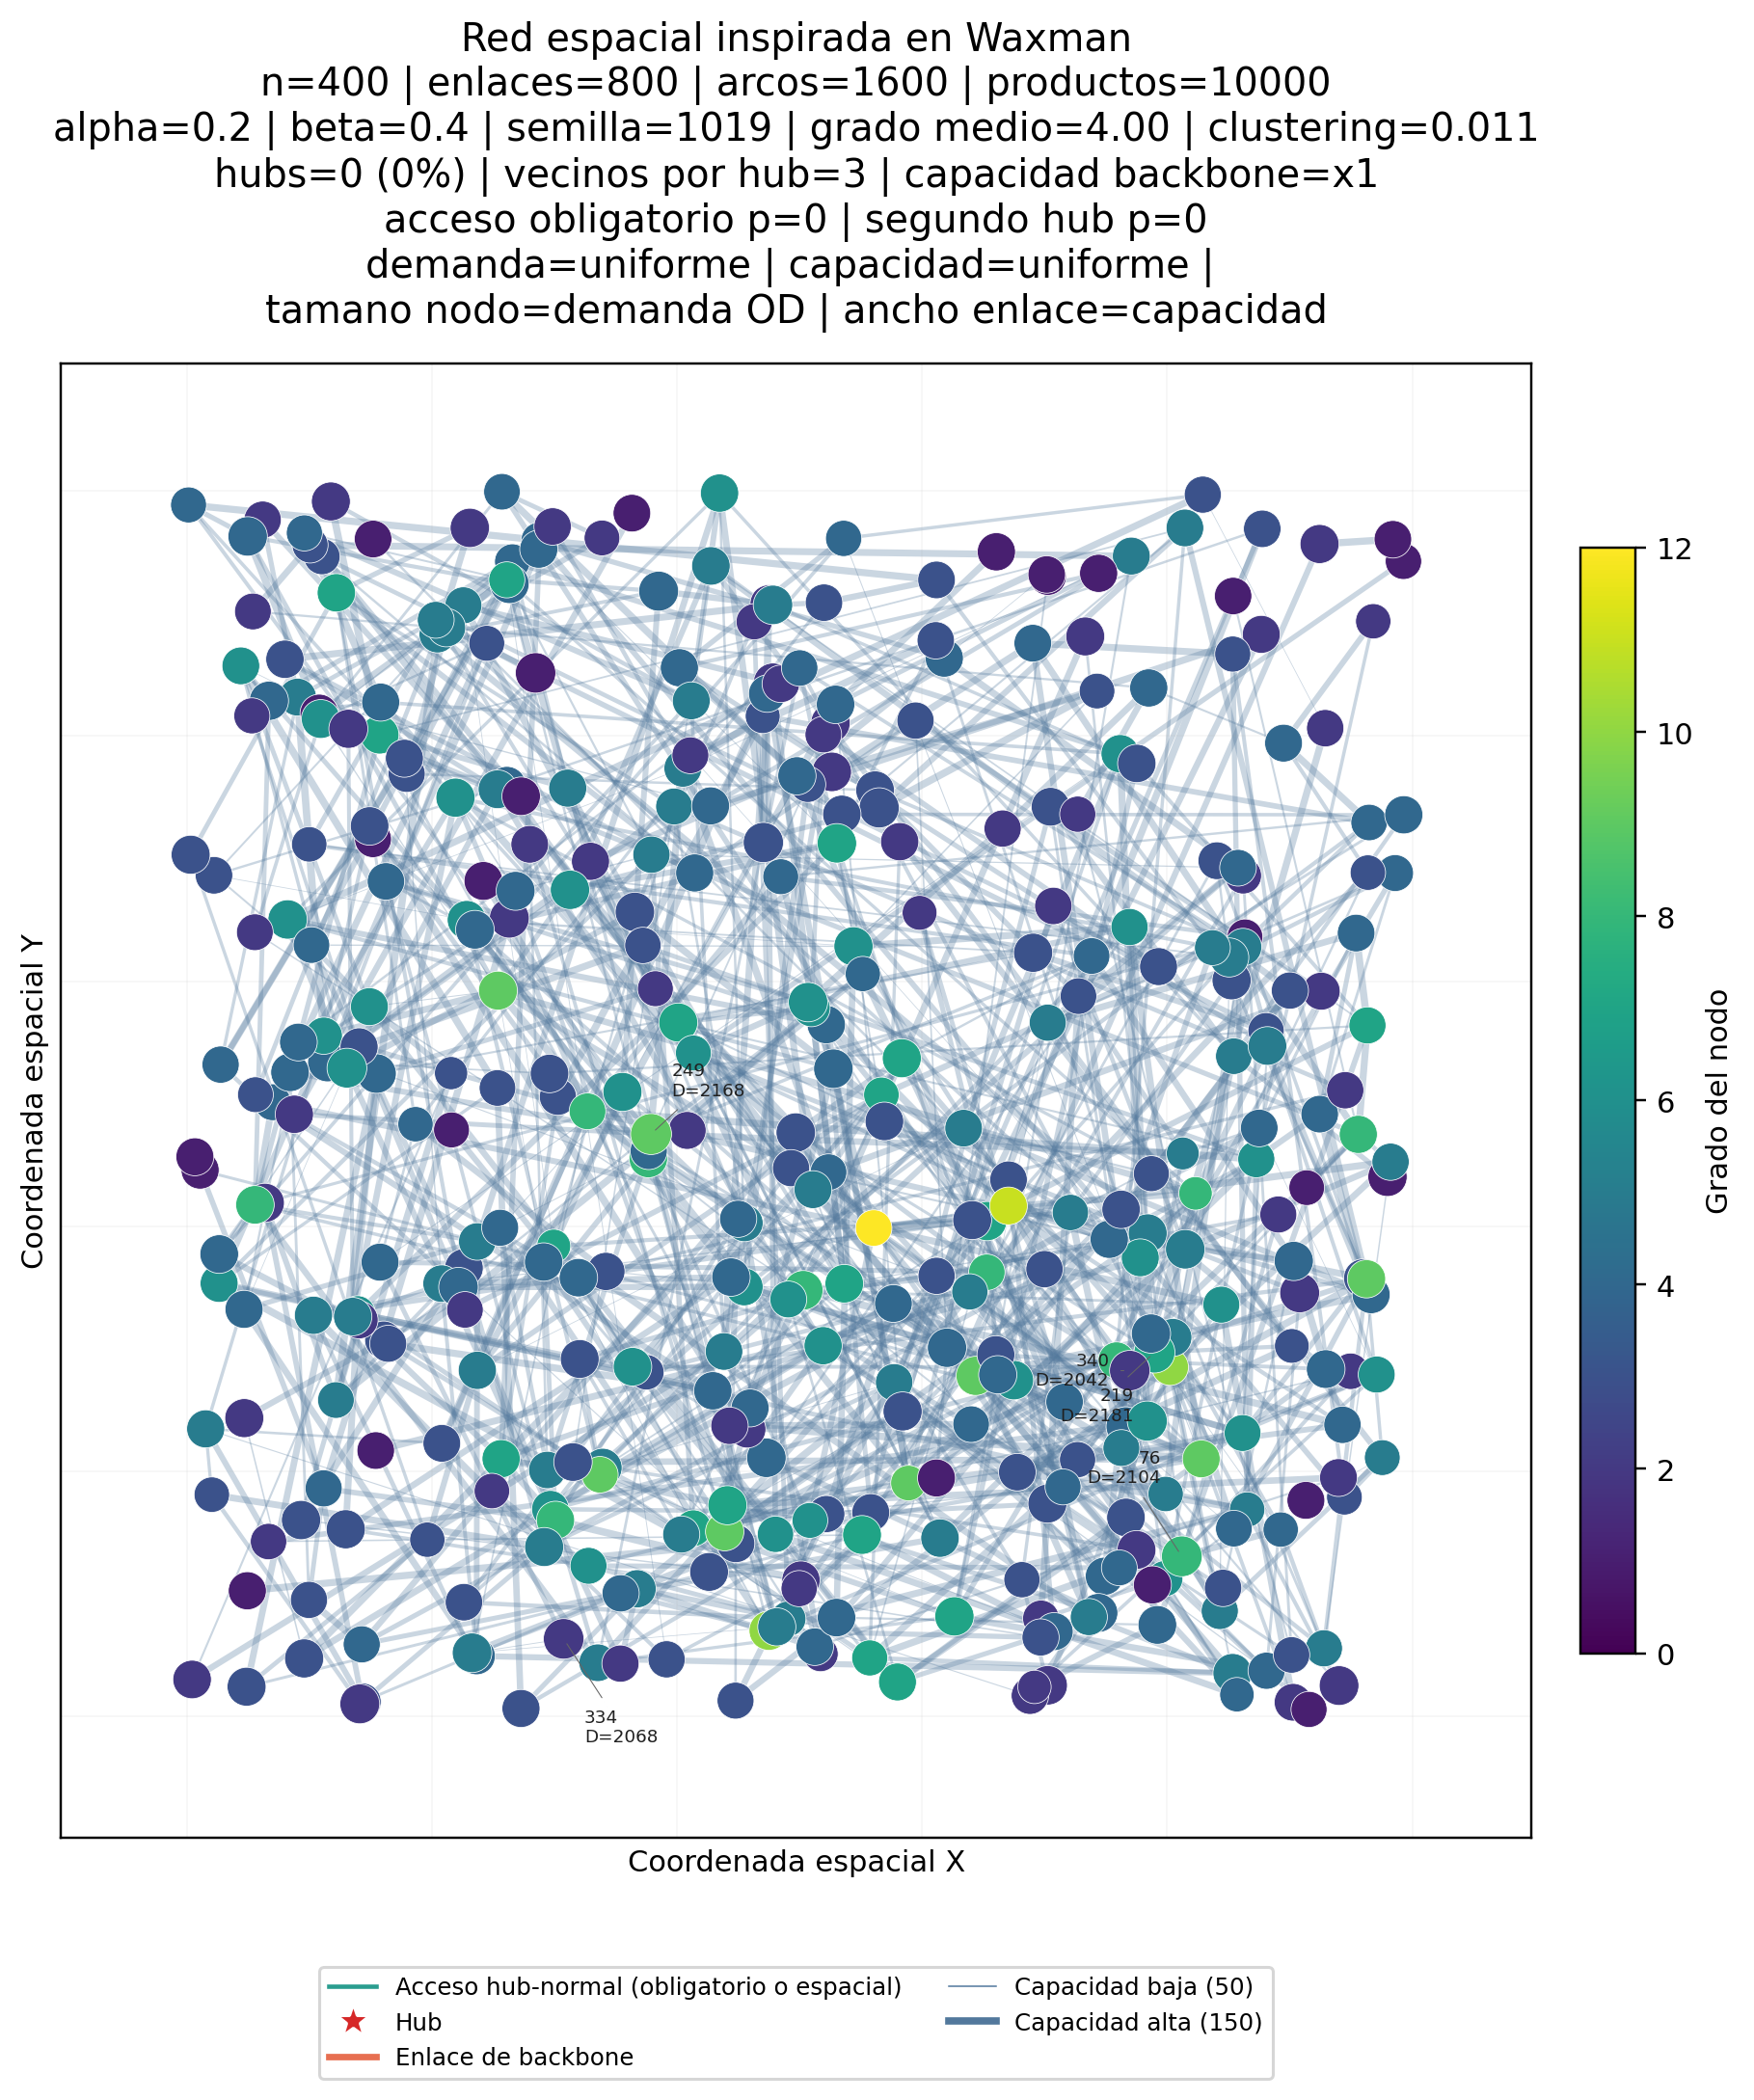 Red espacial inspirada en Waxman
n=400 | enlaces=800 | arcos=1600 | productos=10000
alpha=0.2 | beta=0.4 | semilla=1019 | grado medio=4.00 | clustering=0.011
hubs=0 (0%) | vecinos por hub=3 | capacidad backbone=x1
acceso obligatorio p=0 | segundo hub p=0
demanda=uniforme | capacidad=uniforme |
tamano nodo=demanda OD | ancho enlace=capacidad
Coordenada espacial Y
249
D=2168
340
D=2042
219
D=2181
76
D=2104
334
D=2068
Coordenada espacial X
12
10
8
6
4
2
0
Grado del nodo
Acceso hub-normal (obligatorio o espacial)
Hub
Enlace de backbone
Capacidad baja (50)
Capacidad alta (150)